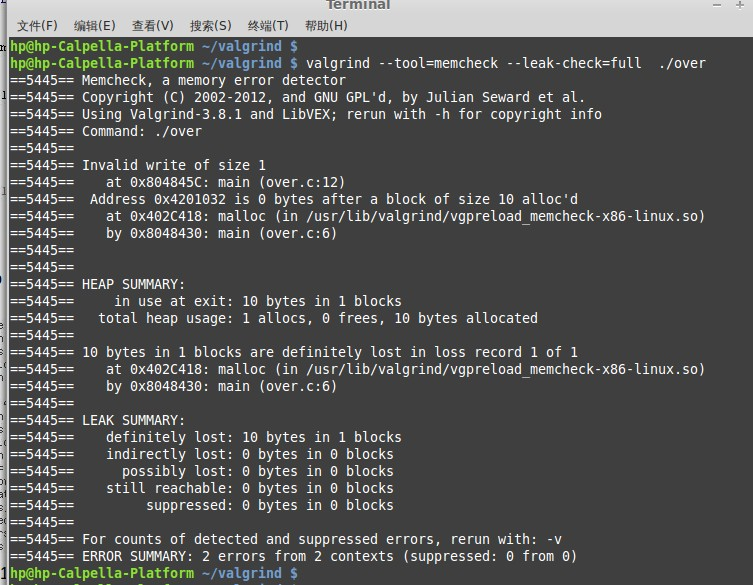 Terminal
文件(F) 编辑(E) 查看(V) 搜索(S) 终端(T) 帮助(H)
hp@hp-Calpella-Platform ~/valgrind $
hp@hp-Calpella-Platform ~/valgrind $ valgrind --tool=memcheck --leak-check=full  ./over
==5445== Memcheck, a memory error detector
==5445== Copyright (C) 2002-2012, and GNU GPL'd, by Julian Seward et al.
==5445== Using Valgrind-3.8.1 and LibVEX; rerun with -h for copyright info
==5445== Command: ./over
==5445==
==5445== Invalid write of size 1
==5445==    at 0x804845C: main (over.c:12)
==5445==  Address 0x4201032 is 0 bytes after a block of size 10 alloc'd
==5445==    at 0x402C418: malloc (in /usr/lib/valgrind/vgpreload_memcheck-x86-linux.so)
==5445==    by 0x8048430: main (over.c:6)
==5445==
==5445==
==5445== HEAP SUMMARY:
==5445==     in use at exit: 10 bytes in 1 blocks
==5445==   total heap usage: 1 allocs, 0 frees, 10 bytes allocated
==5445==
==5445== 10 bytes in 1 blocks are definitely lost in loss record 1 of 1
==5445==    at 0x402C418: malloc (in /usr/lib/valgrind/vgpreload_memcheck-x86-linux.so)
==5445==    by 0x8048430: main (over.c:6)
==5445==
==5445== LEAK SUMMARY:
==5445==    definitely lost: 10 bytes in 1 blocks
==5445==    indirectly lost: 0 bytes in 0 blocks
==5445==      possibly lost: 0 bytes in 0 blocks
==5445==    still reachable: 0 bytes in 0 blocks
==5445==         suppressed: 0 bytes in 0 blocks
==5445==
==5445== For counts of detected and suppressed errors, rerun with: -v
==5445== ERROR SUMMARY: 2 errors from 2 contexts (suppressed: 0 from 0)
hp@hp-Calpella-Platform ~/valgrind $